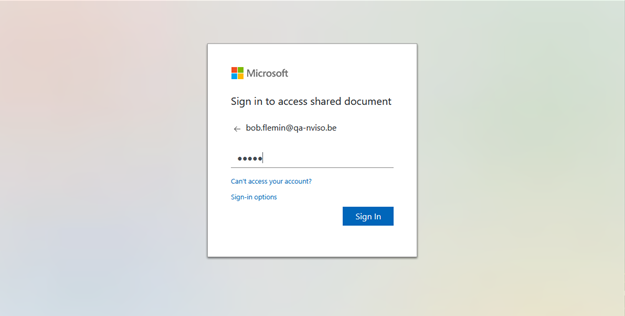 Microsoft
Sign in to access shared document
← bob.flemin@qa-nviso.be
•••••
Can't access your account?
Sign-in options
Sign In